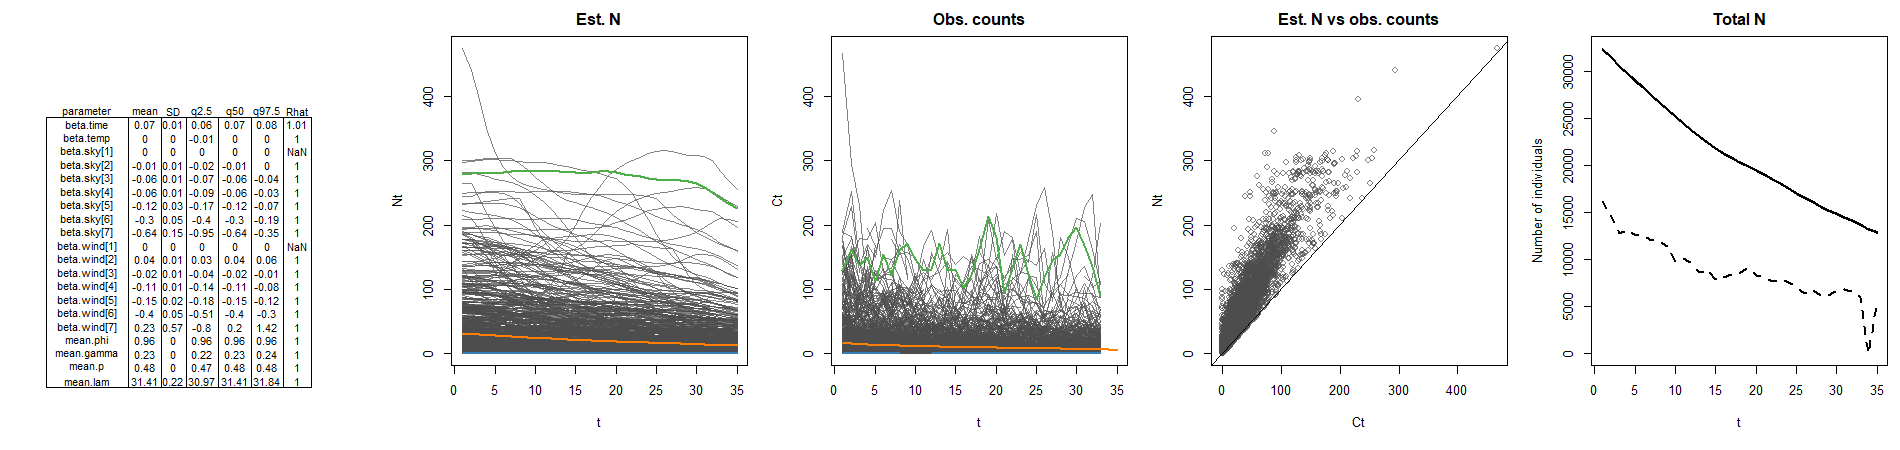 parameter mean SD q2.5 q50 q97.5 Rhat
beta.time 0.07 0.01 0.06 0.07 0.08 1.01
beta.temp 0 0 -0.01 0 0 1
beta.sky[1] 0 0 0 0 0 NaN
beta.sky[2] -0.01 0.01 -0.02 -0.01 0 1
beta.sky[3] -0.06 0.01 -0.07 -0.06 -0.04 1
beta.sky[4] -0.06 0.01 -0.09 -0.06 -0.03 1
beta.sky[5] -0.12 0.03 -0.17 -0.12 -0.07 1
beta.sky[6] -0.3 0.05 -0.4 -0.3 -0.19 1
beta.sky[7] -0.64 0.15 -0.95 -0.64 -0.35 1
beta.wind[1] 0 0 0 0 0 NaN
beta.wind[2] 0.04 0.01 0.03 0.04 0.06 1
beta.wind[3] -0.02 0.01 -0.04 -0.02 -0.01 1
beta.wind[4] -0.11 0.01 -0.14 -0.11 -0.08 1
beta.wind[5] -0.15 0.02 -0.18 -0.15 -0.12 1
beta.wind[6] -0.4 0.05 -0.51 -0.4 -0.3 1
beta.wind[7] 0.23 0.57 -0.8 0.2 1.42 1
mean.phi 0.96 0 0.96 0.96 0.96 1
mean.gamma 0.23 0 0.22 0.23 0.24 1
mean.p 0.48 0 0.47 0.48 0.48 1
mean.lam 31.41 0.22 30.97 31.41 31.84 1
Est. N
Nt
400
300
200
100
0
0 5 10 15 20 25 30 35
t
Obs. counts
Ct
400
300
200
100
0
0 5 10 15 20 25 30 35
t
Est. N vs obs. counts
Nt
400
300
200
100
0
0 100 200 300 400
Ct
Total N
Number of individuals
30000
25000
20000
15000
10000
5000
0
0 5 10 15 20 25 30 35
t